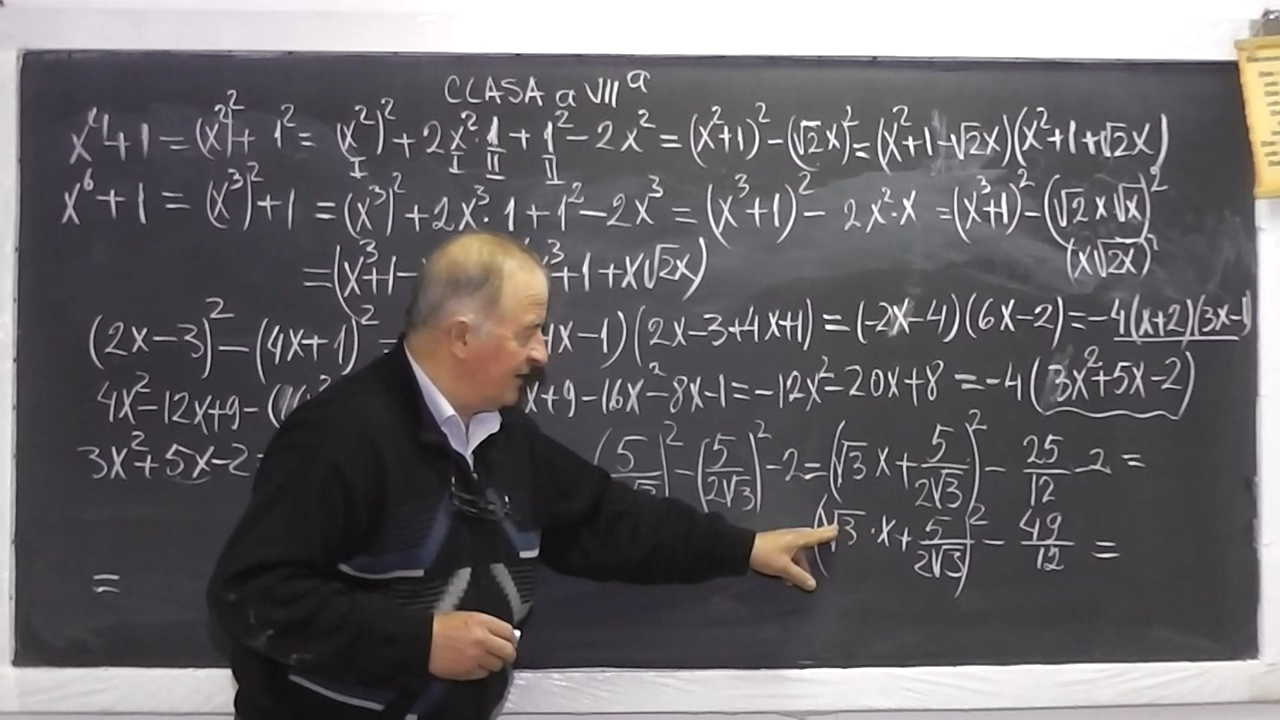 CLASA a VII a
x⁴+1 = (x²)²+ 1² = (x²)² + 2x²·1 + 1² - 2x² = (x²+1)² - (√2x)² = (x²+1-√2x)(x²+1+√2x)
I I II II
x⁶+1 = (x³)²+1 = (x³)²+2x³·1+1²-2x³ = (x³+1)² - 2x²·x = (x³+1)²-(√2x√x)²
(x√2x)²
=(x³+1- ³+1+x√2x)
(2x-3)²-(4x+1)² = x-1)(2x-3+4x+1) = (-2x-4)(6x-2) = -4(x+2)(3x-1)
4x²-12x+9-( x+9-16x²-8x-1 = -12x²-20x+8 = -4(3x²+5x-2)
3x²+5x-2= (5/ )²-(5/2√3)²-2=(√3x+5/2√3)²-25/12-2=
= (√3·x+5/2√3)²-49/12=